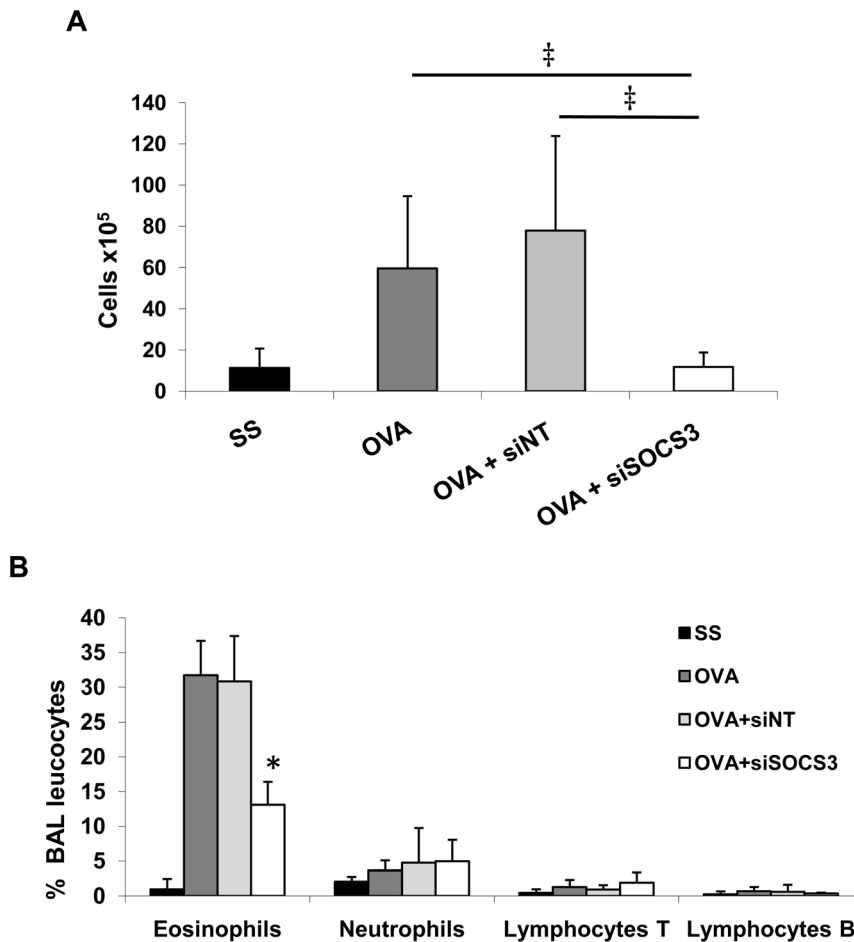 A
‡
‡
140
120
100
80
60
40
20
0
Cells x10⁵
SS
OVA
OVA + siNT
OVA + siSOCS3
B
40
35
30
25
20
15
10
5
0
% BAL leucocytes
*
SS
OVA
OVA+siNT
OVA+siSOCS3
Eosinophils
Neutrophils
Lymphocytes T
Lymphocytes B